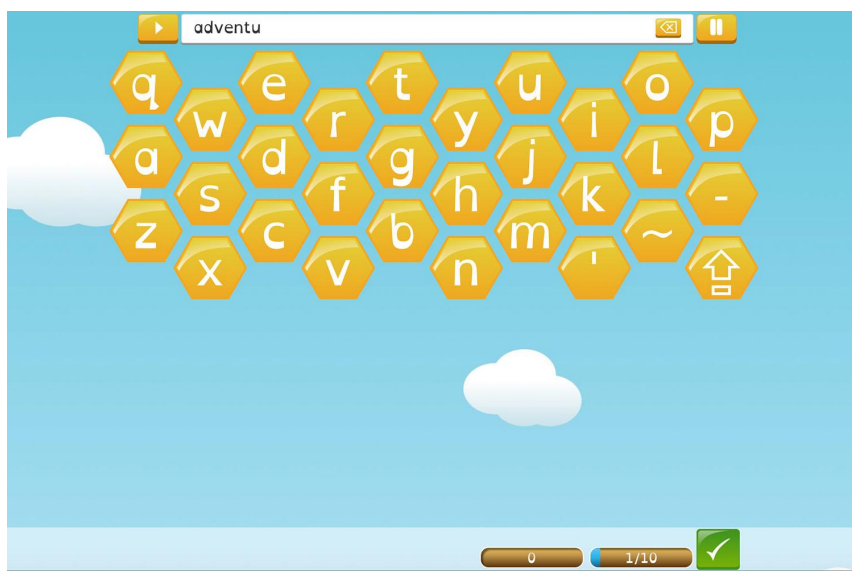 adventu
q e t u o
w r y i p
a d g j l
s f h k -
z c b m ~
x v n '
0 1/10